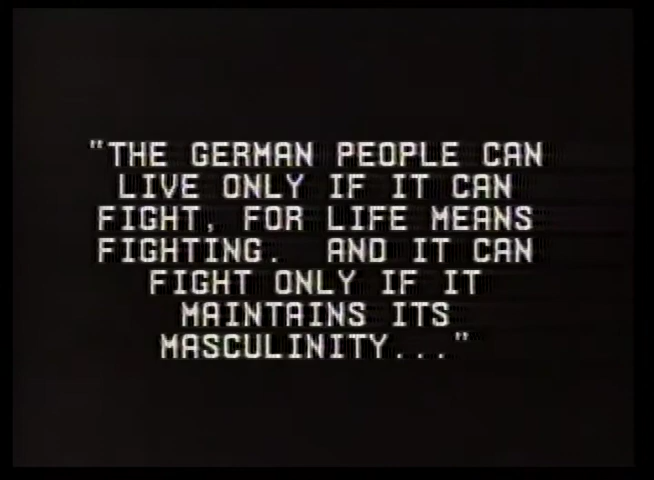 "THE GERMAN PEOPLE CAN
LIVE ONLY IF IT CAN
FIGHT, FOR LIFE MEANS
FIGHTING.  AND IT CAN
FIGHT ONLY IF IT
MAINTAINS ITS
MASCULINITY..."